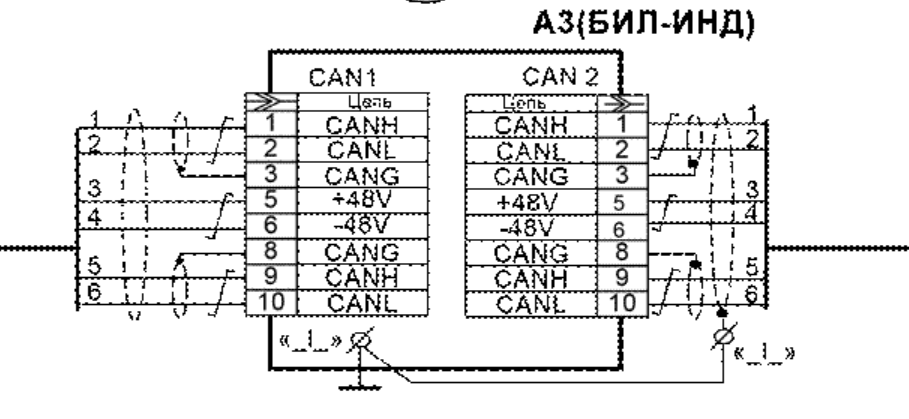 А3(БИЛ-ИНД)
CAN1 CAN 2
Цепь Цепь
1 1 CANH CANH 1 1
2 2 CANL CANL 2 2
3 CANG CANG 3
3 5 +48V +48V 5 3
4 6 -48V -48V 6 4
8 CANG CANG 8
5 9 CANH CANH 9 5
6 10 CANL CANL 10 6
«_|_»
«_|_»